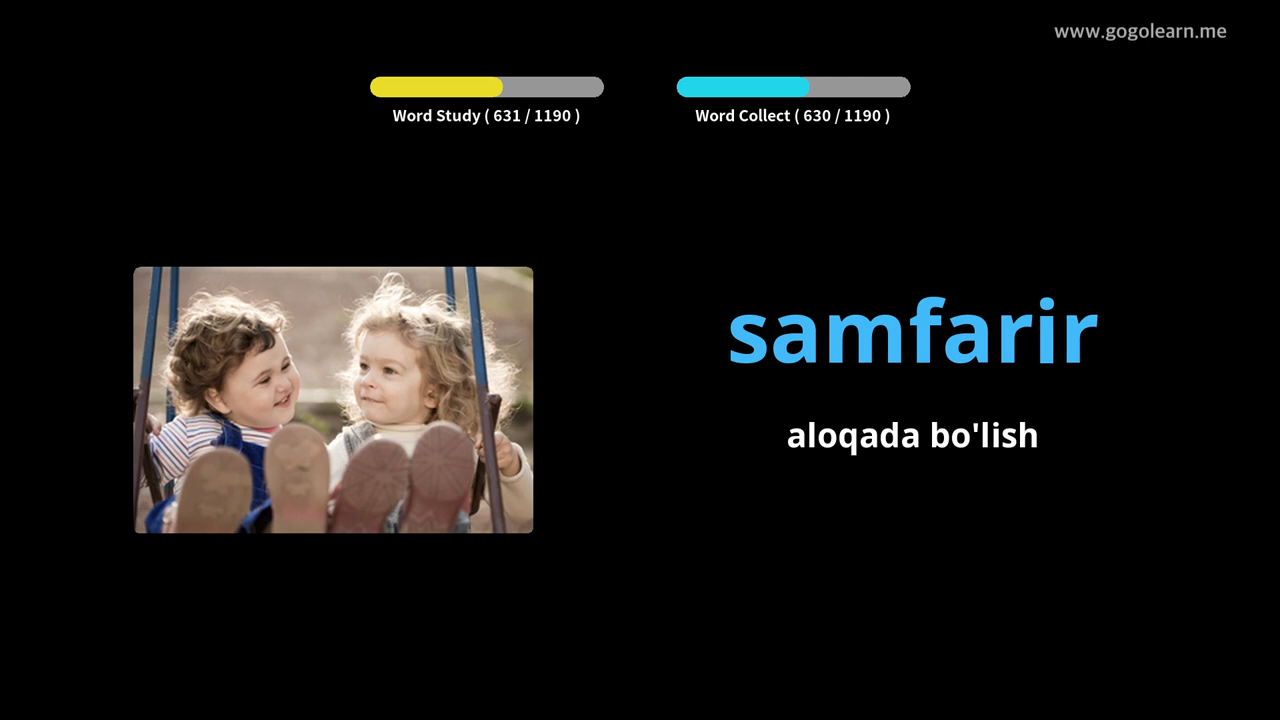 www.gogolearn.me
Word Study ( 631 / 1190 )
Word Collect ( 630 / 1190 )
samfarir
aloqada bo'lish